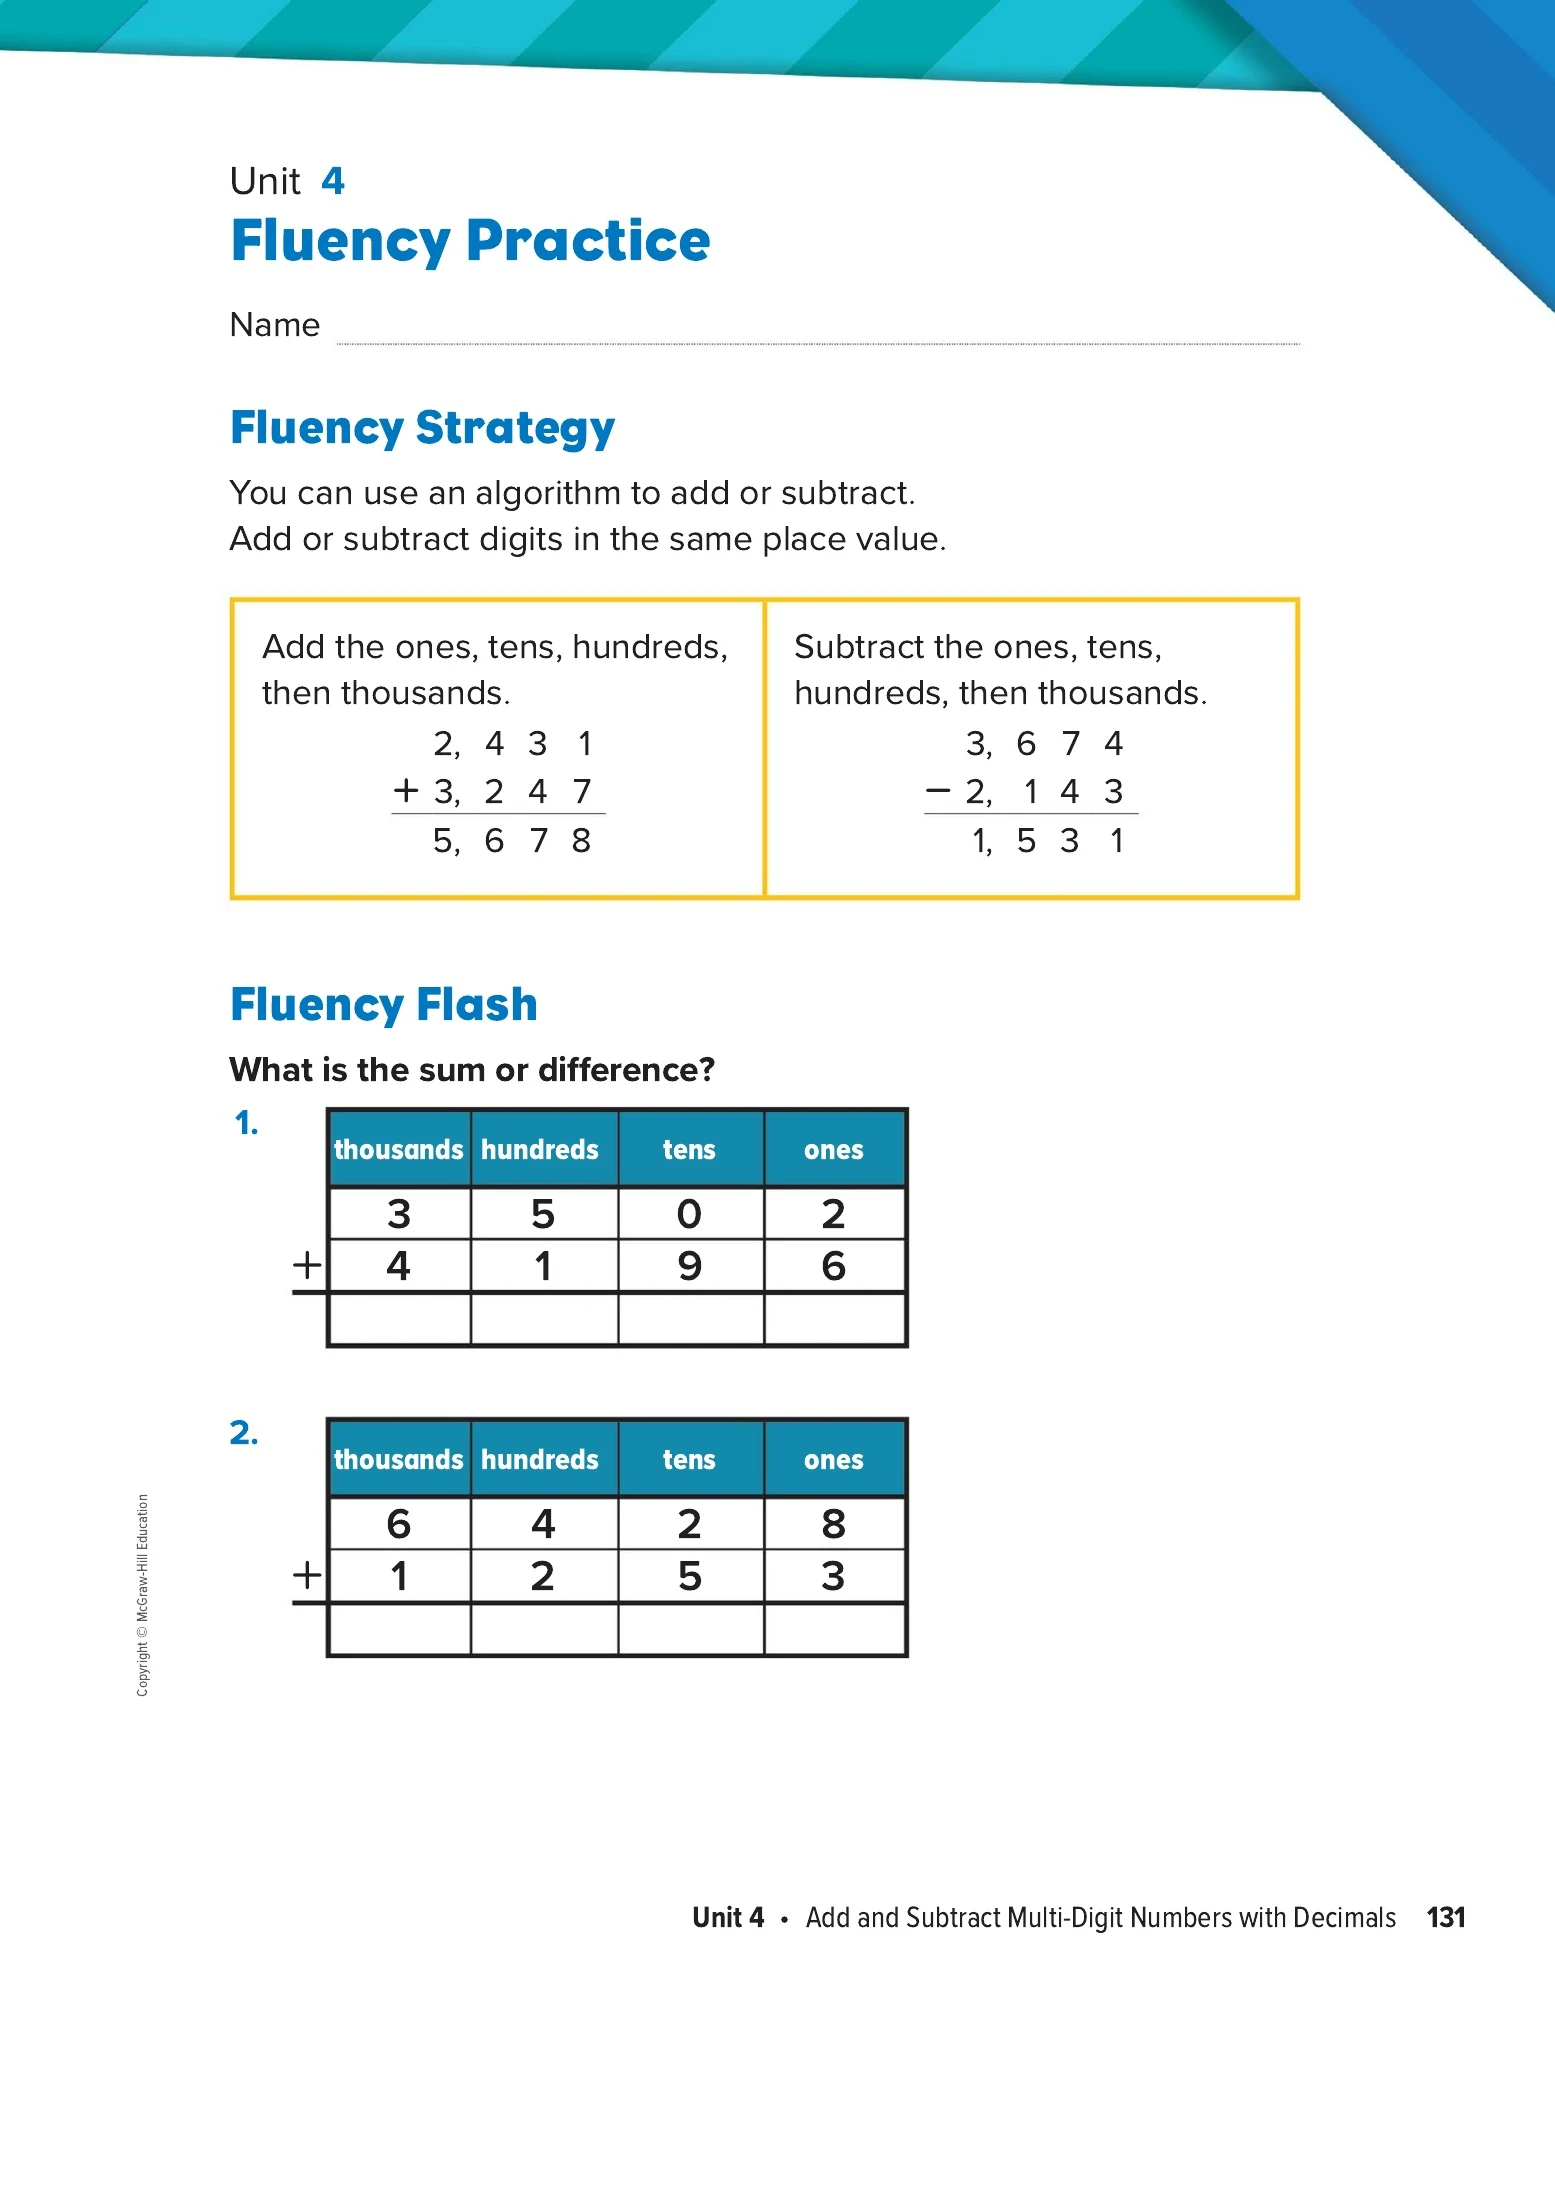 Unit 4
Fluency Practice
Name
Fluency Strategy
You can use an algorithm to add or subtract.
Add or subtract digits in the same place value.
Add the ones, tens, hundreds,
then thousands.
2, 4 3 1
+ 3, 2 4 7
5, 6 7 8
Subtract the ones, tens,
hundreds, then thousands.
3, 6 7 4
− 2, 1 4 3
1, 5 3 1
Fluency Flash
What is the sum or difference?
1.
thousands hundreds tens ones
3 5 0 2
+ 4 1 9 6
2.
thousands hundreds tens ones
6 4 2 8
+ 1 2 5 3
Copyright © McGraw-Hill Education
Unit 4 • Add and Subtract Multi-Digit Numbers with Decimals 131